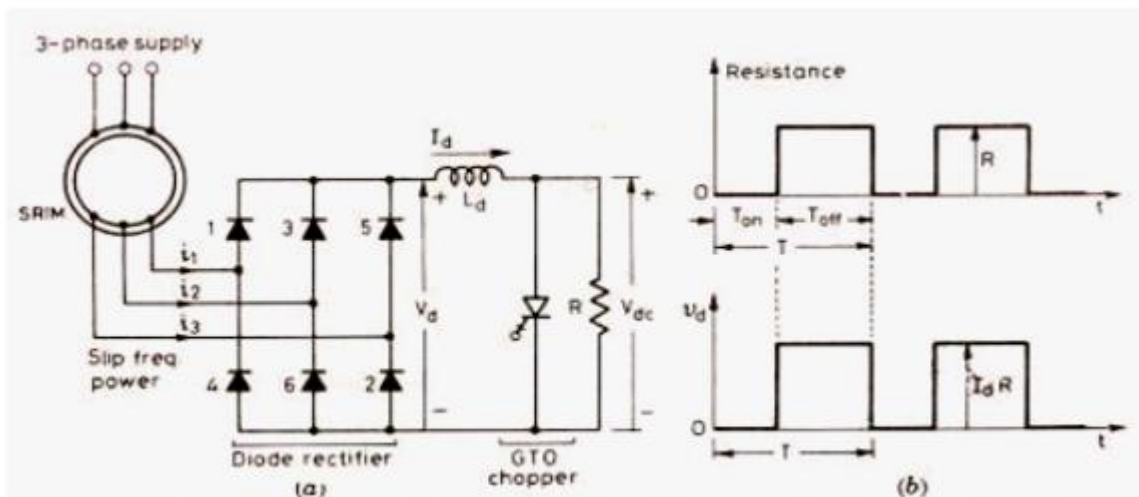 3-phase supply
SRIM
i1
i2
i3
Slip freq
power
1
3
5
4
6
2
Diode rectifier
(a)
Id
+
Ld
Vd
-
GTO
chopper
R
+
Vdc
-
Resistance
R
0
Ton
Toff
t
T
vd
Id R
0
t
T
(b)